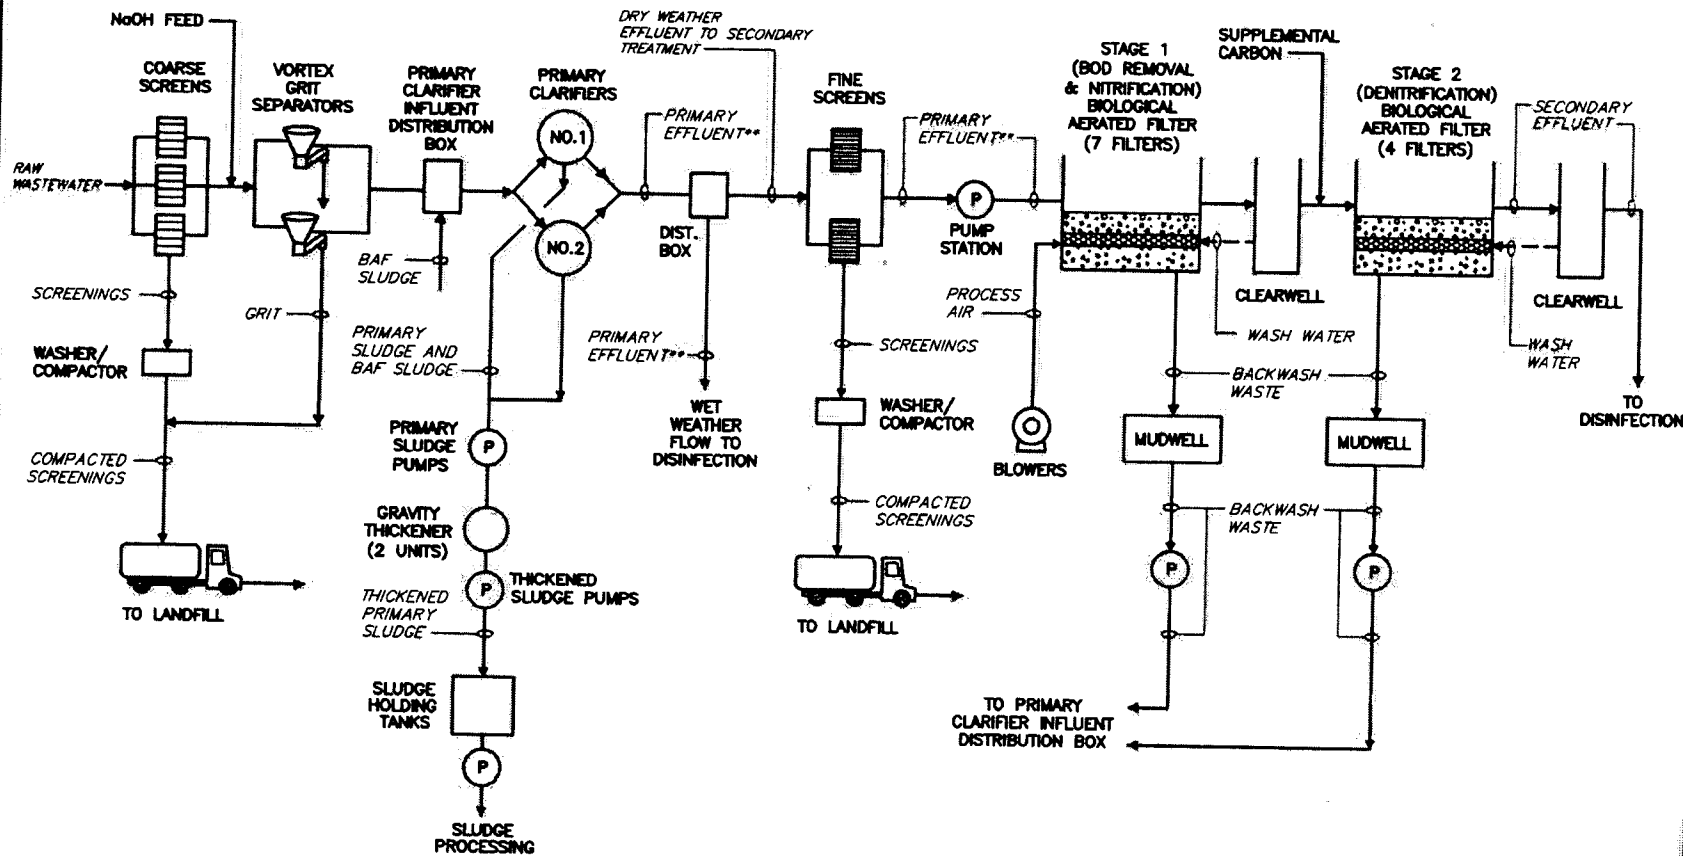 NaOH FEED
COARSE
SCREENS
VORTEX
GRIT
SEPARATORS
PRIMARY
CLARIFIER
INFLUENT
DISTRIBUTION
BOX
PRIMARY
CLARIFIERS
DRY WEATHER
EFFLUENT TO SECONDARY
TREATMENT
FINE
SCREENS
STAGE 1
(BOD REMOVAL
& NITRIFICATION)
BIOLOGICAL
AERATED FILTER
(7 FILTERS)
SUPPLEMENTAL
CARBON
STAGE 2
(DENITRIFICATION)
BIOLOGICAL
AERATED FILTER
(4 FILTERS)
SECONDARY
EFFLUENT
RAW
WASTEWATER
NO.1
NO.2
PRIMARY
EFFLUENT**
PRIMARY
EFFLUENT**
DIST.
BOX
P
PUMP
STATION
BAF
SLUDGE
SCREENINGS
GRIT
PROCESS
AIR
CLEARWELL
CLEARWELL
WASH WATER
WASH
WATER
WASHER/
COMPACTOR
PRIMARY
SLUDGE AND
BAF SLUDGE
PRIMARY
EFFLUENT**
SCREENINGS
BACKWASH
WASTE
TO
DISINFECTION
WET
WEATHER
FLOW TO
DISINFECTION
WASHER/
COMPACTOR
BLOWERS
MUDWELL
MUDWELL
PRIMARY
SLUDGE
PUMPS
P
COMPACTED
SCREENINGS
GRAVITY
THICKENER
(2 UNITS)
COMPACTED
SCREENINGS
BACKWASH
WASTE
P
P
P
THICKENED
SLUDGE PUMPS
THICKENED
PRIMARY
SLUDGE
TO LANDFILL
TO LANDFILL
SLUDGE
HOLDING
TANKS
TO PRIMARY
CLARIFIER INFLUENT
DISTRIBUTION BOX
P
SLUDGE
PROCESSING